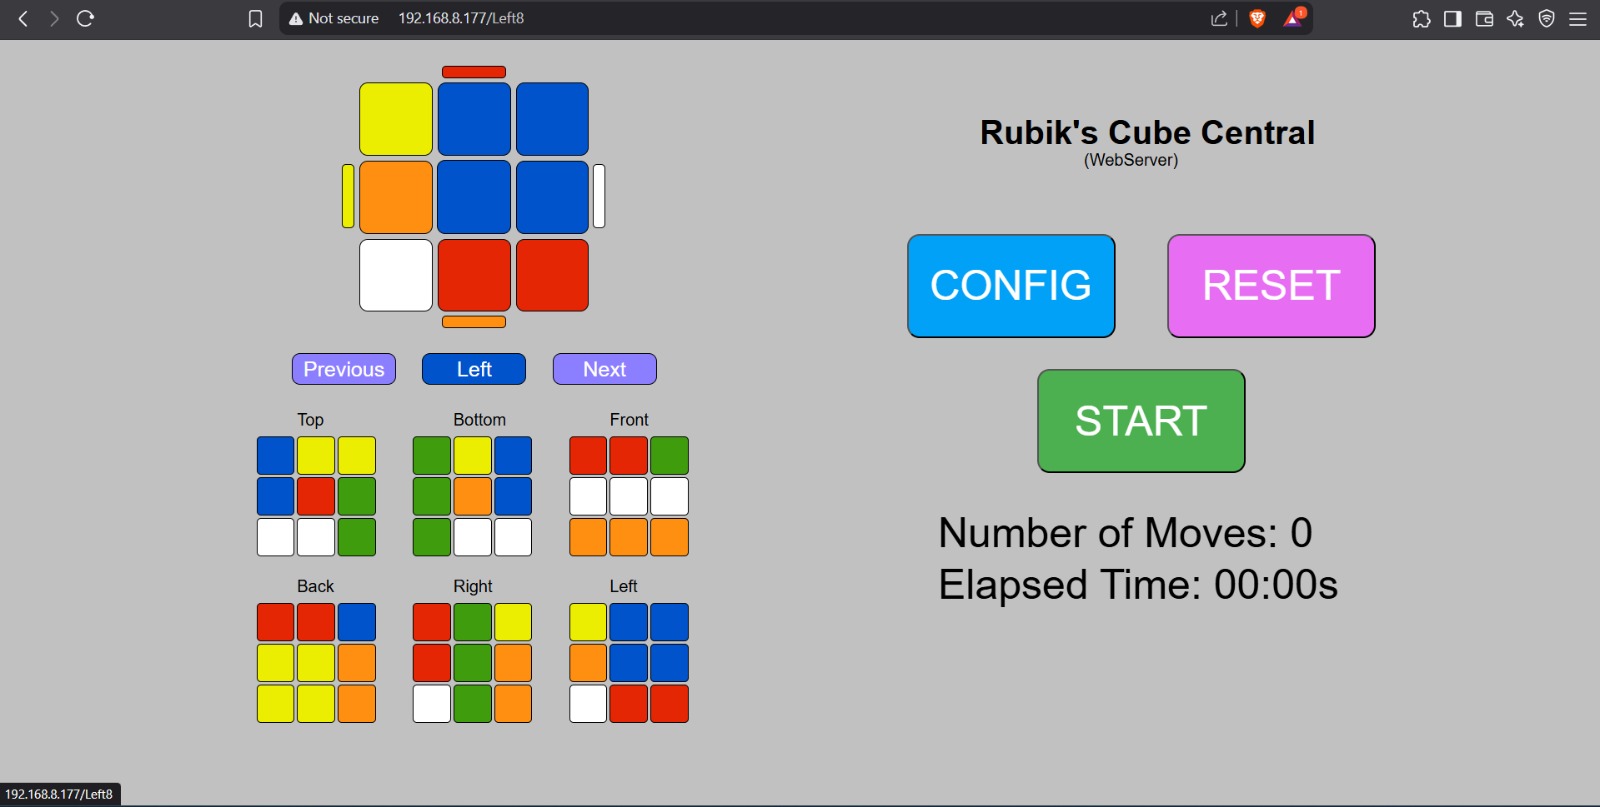 Not secure 192.168.8.177/Left8
1
Rubik's Cube Central
(WebServer)
CONFIG RESET
START
Previous Left Next
Top Bottom Front
Back Right Left
Number of Moves: 0
Elapsed Time: 00:00s
192.168.8.177/Left8